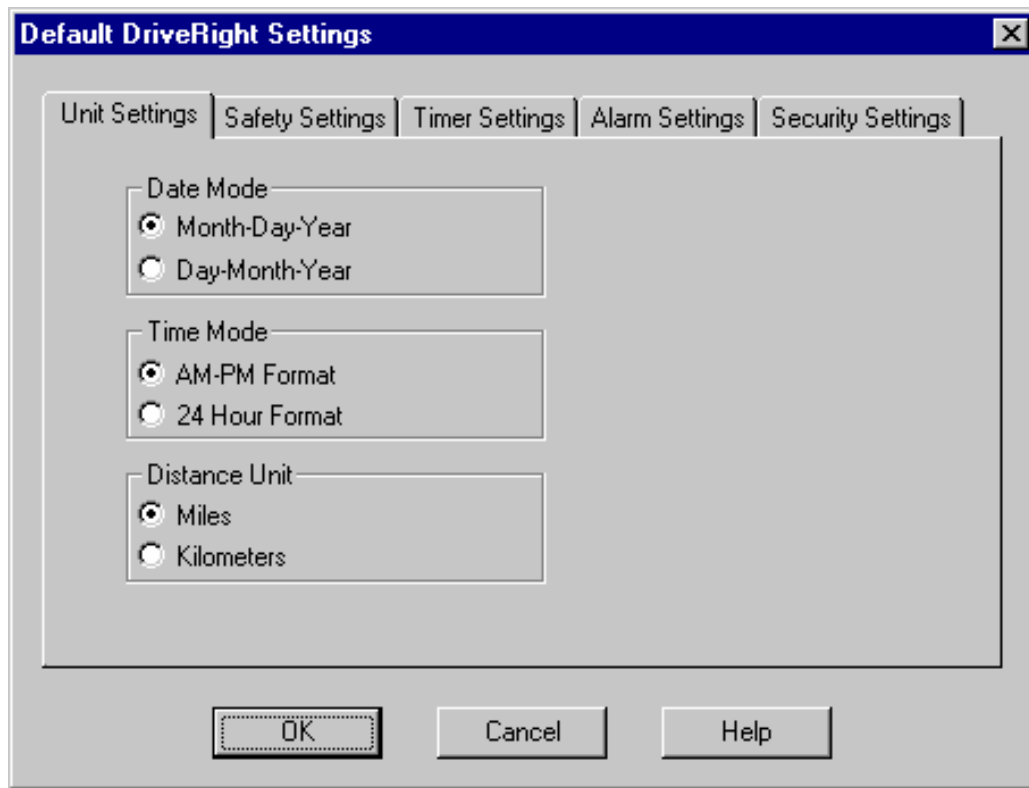 Default DriveRight Settings
Unit Settings Safety Settings Timer Settings Alarm Settings Security Settings
Date Mode
Month-Day-Year
Day-Month-Year
Time Mode
AM-PM Format
24 Hour Format
Distance Unit
Miles
Kilometers
OK Cancel Help